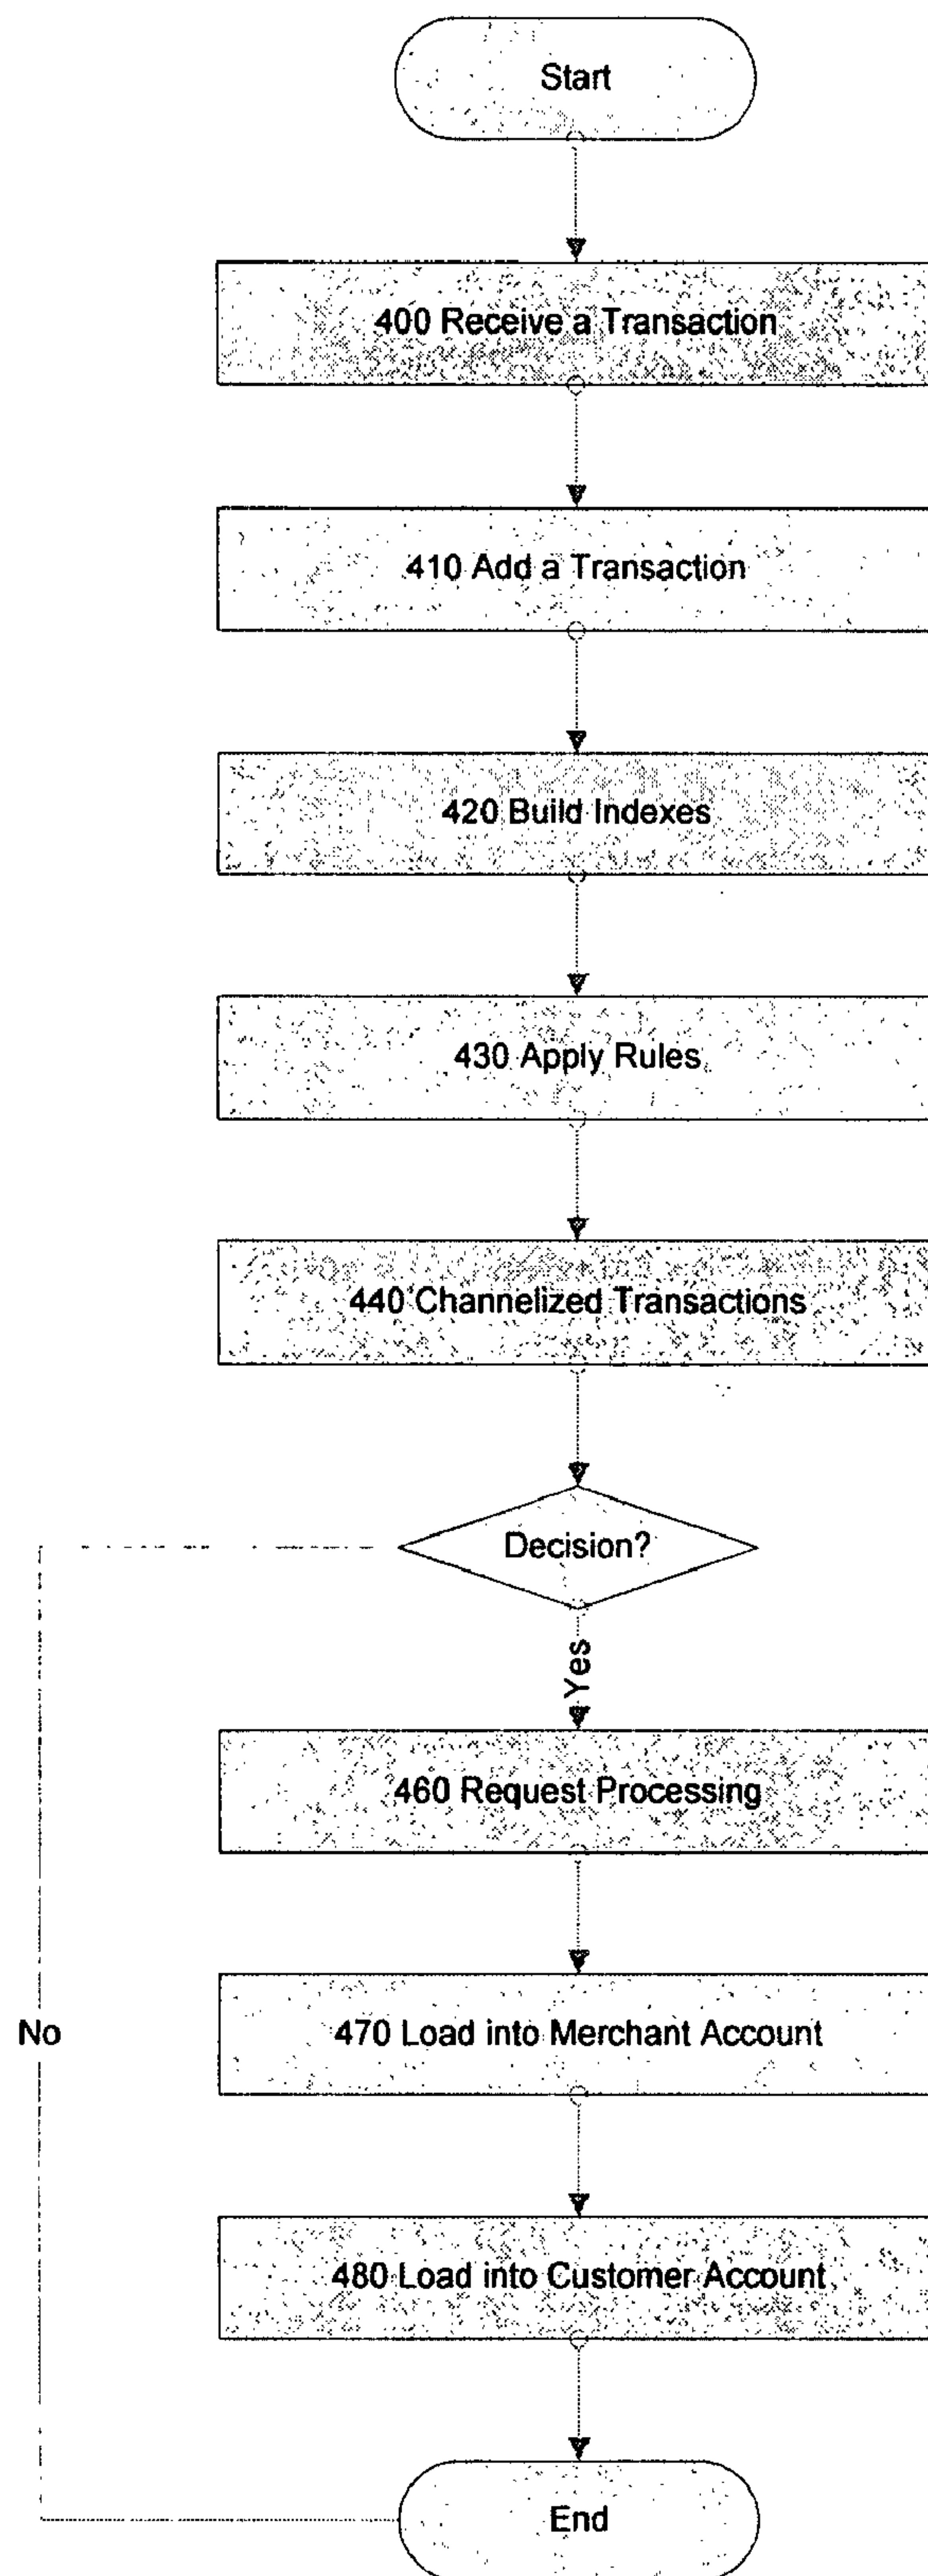 Start
400 Receive a Transaction
410 Add a Transaction
420 Build Indexes
430 Apply Rules
440 Channelized Transactions
Decision?
Yes
460 Request Processing
No
470 Load into Merchant Account
480 Load into Customer Account
End